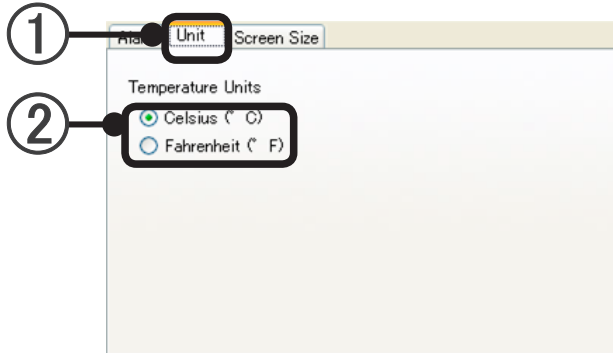 ①
Unit
Screen Size
Temperature Units
②
Celsius (° C)
Fahrenheit (° F)